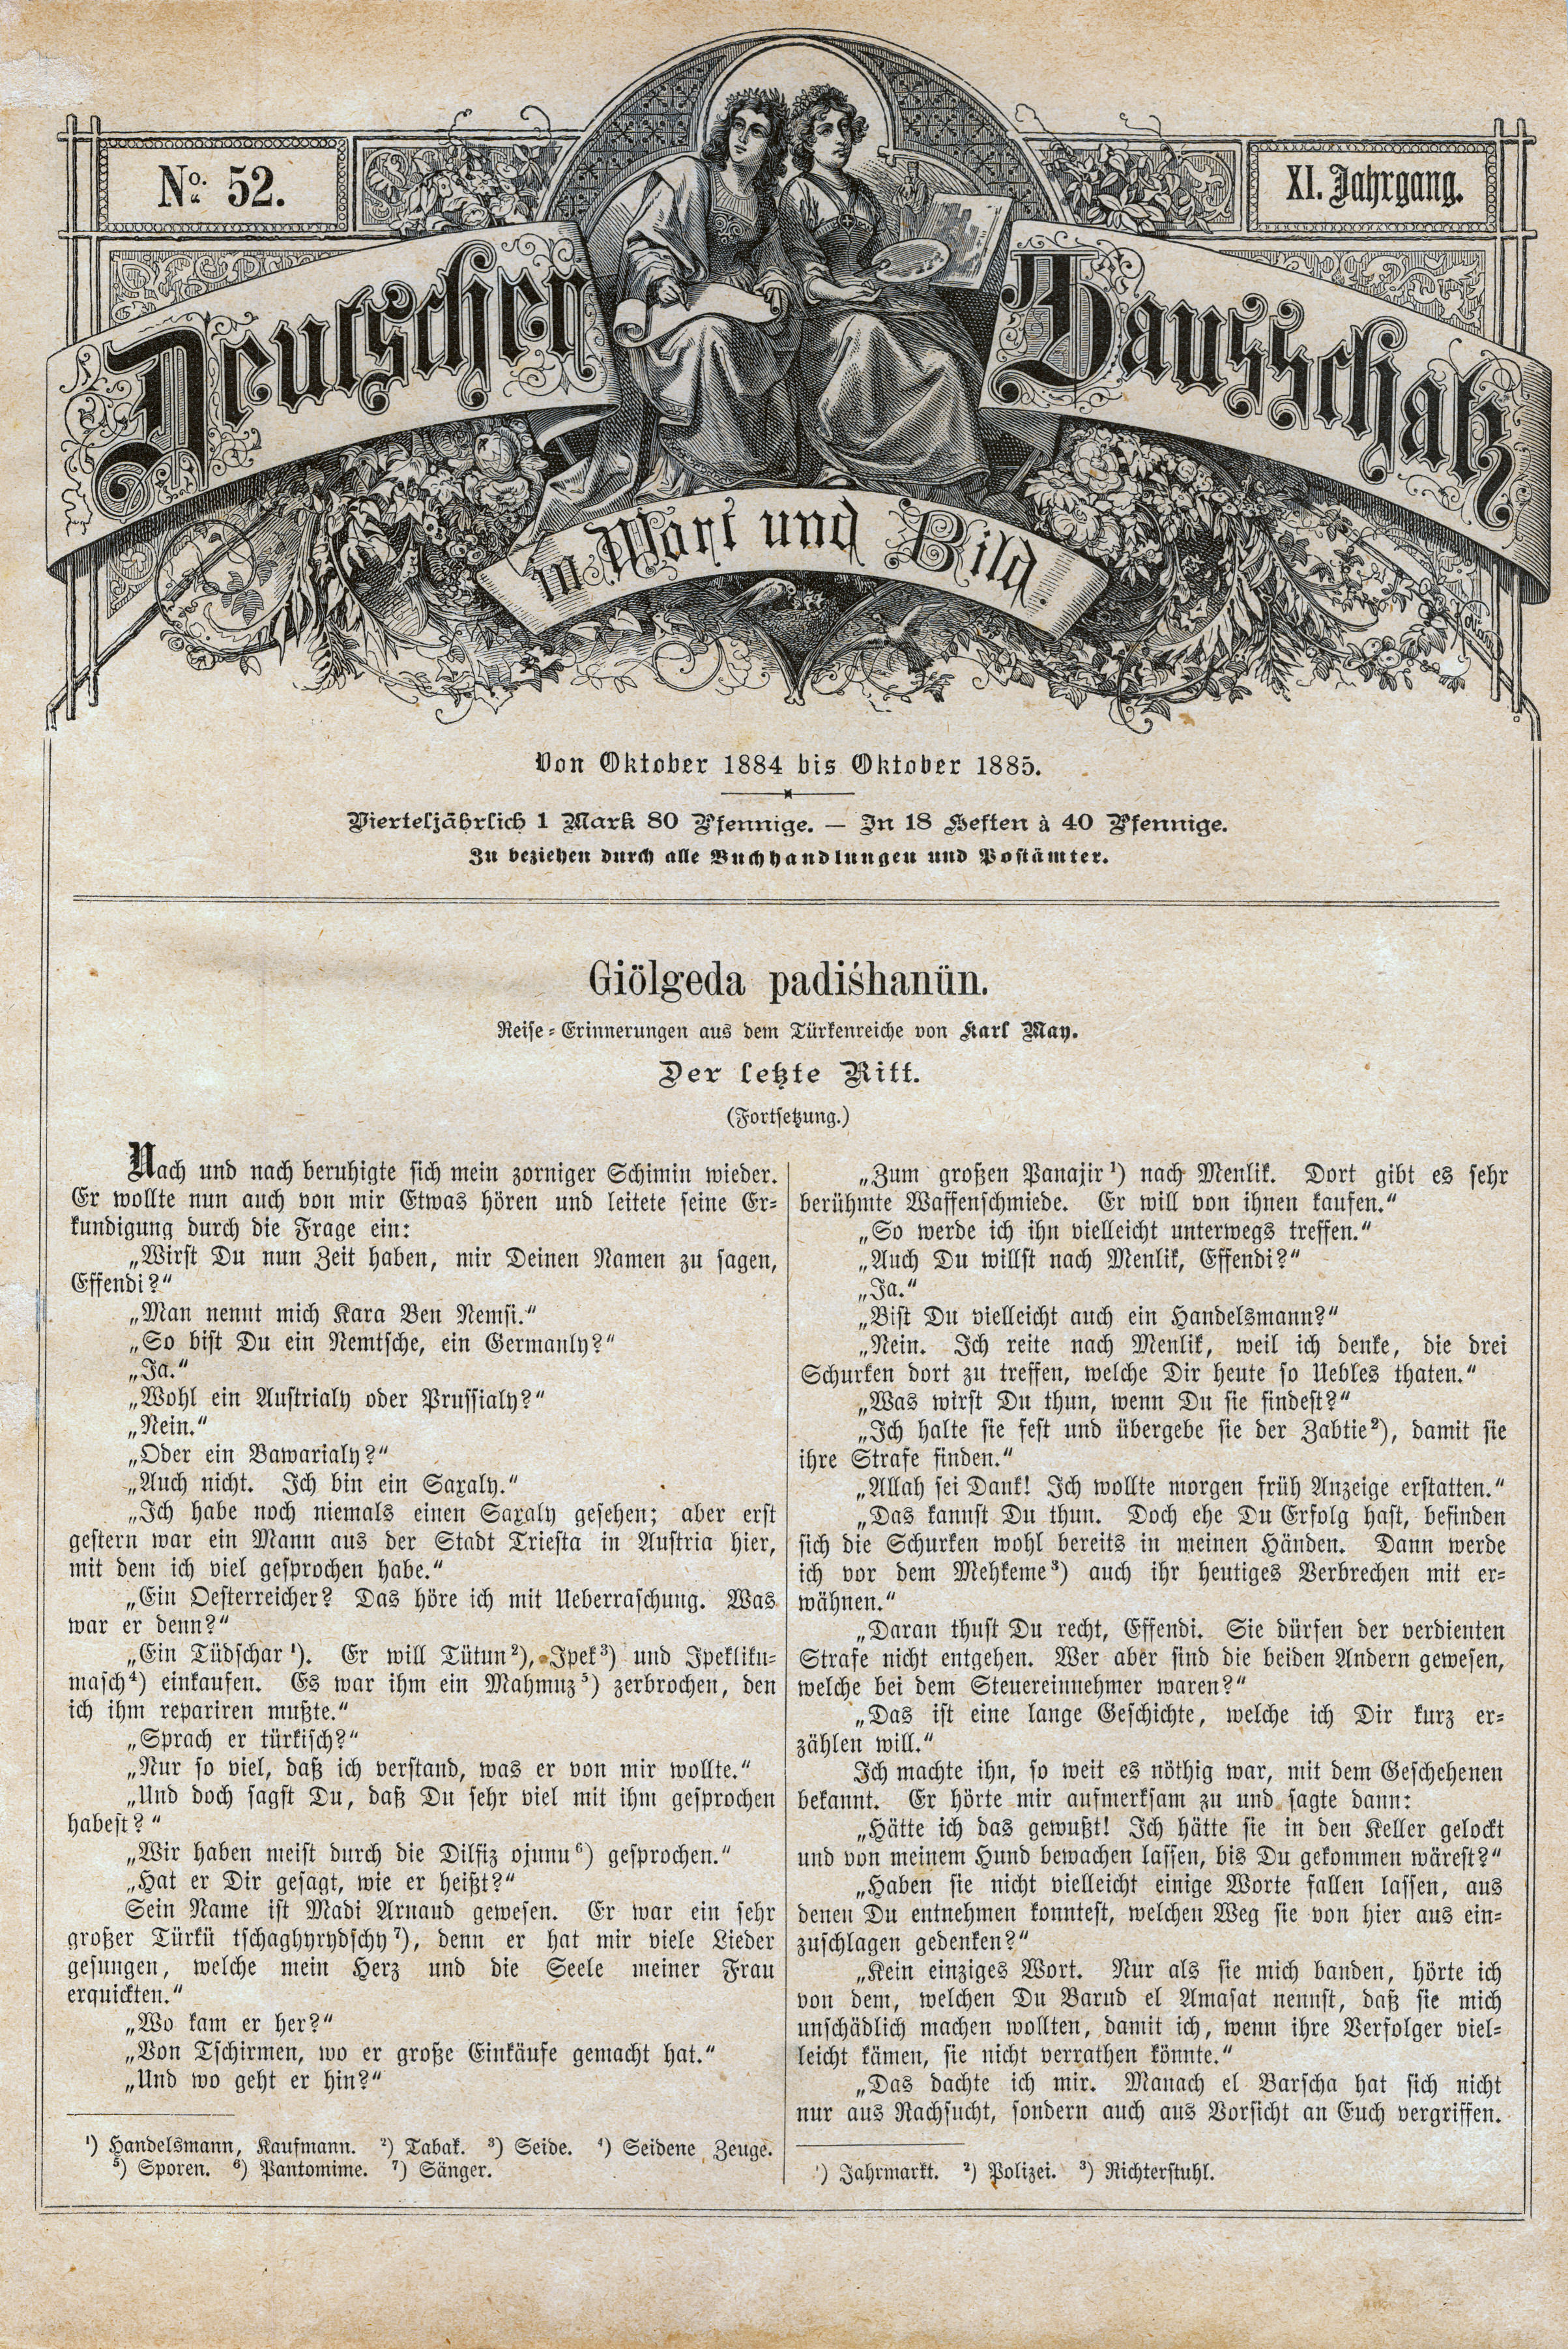 No. 52.
XI. Jahrgang.
Deutscher Hausschatz
in Wort und Bild.
Von Oktober 1884 bis Oktober 1885.
Vierteljährlich 1 Mark 80 Pfennige. — In 18 Heften à 40 Pfennige.
Zu beziehen durch alle Buchhandlungen und Postämter.
Giölgeda padiśhanün.
Reise-Erinnerungen aus dem Türkenreiche von Karl May.
Der letzte Ritt.
(Fortsetzung.)
Nach und nach beruhigte sich mein zorniger Schimin wieder.
Er wollte nun auch von mir Etwas hören und leitete seine Er-
kundigung durch die Frage ein:
„Wirst Du nun Zeit haben, mir Deinen Namen zu sagen,
Effendi?“
„Man nennt mich Kara Ben Nemsi.“
„So bist Du ein Nemtsche, ein Germanly?“
„Ja.“
„Wohl ein Austrialy oder Prussialy?“
„Nein.“
„Oder ein Bawarialy?“
„Auch nicht. Ich bin ein Saxaly.“
„Ich habe noch niemals einen Saxaly gesehen; aber erst
gestern war ein Mann aus der Stadt Triesta in Austria hier,
mit dem ich viel gesprochen habe.“
„Ein Oesterreicher? Das höre ich mit Ueberraschung. Was
war er denn?“
„Ein Tüdschar ¹). Er will Tütun ²), Ipek ³) und Ipekliku-
masch ⁴) einkaufen. Es war ihm ein Mahmuz ⁵) zerbrochen, den
ich ihm repariren mußte.“
„Sprach er türkisch?“
„Nur so viel, daß ich verstand, was er von mir wollte.“
„Und doch sagst Du, daß Du sehr viel mit ihm gesprochen
habest?“
„Wir haben meist durch die Dilsiz ojunu ⁶) gesprochen.“
„Hat er Dir gesagt, wie er heißt?“
Sein Name ist Madi Arnaud gewesen. Er war ein sehr
großer Türkü tschaghyrydschy ⁷), denn er hat mir viele Lieder
gesungen, welche mein Herz und die Seele meiner Frau
erquickten.“
„Wo kam er her?“
„Von Tschirmen, wo er große Einkäufe gemacht hat.“
„Und wo geht er hin?“
¹) Handelsmann, Kaufmann. ²) Tabak. ³) Seide. ⁴) Seidene Zeuge.
⁵) Sporen. ⁶) Pantomime. ⁷) Sänger.
„Zum großen Panajir ¹) nach Menlik. Dort gibt es sehr
berühmte Waffenschmiede. Er will von ihnen kaufen.“
„So werde ich ihn vielleicht unterwegs treffen.“
„Auch Du willst nach Menlik, Effendi?“
„Ja.“
„Bist Du vielleicht auch ein Handelsmann?“
„Nein. Ich reite nach Menlik, weil ich denke, die drei
Schurken dort zu treffen, welche Dir heute so Uebles thaten.“
„Was wirst Du thun, wenn Du sie findest?“
„Ich halte sie fest und übergebe sie der Zabtie ²), damit sie
ihre Strafe finden.“
„Allah sei Dank! Ich wollte morgen früh Anzeige erstatten.“
„Das kannst Du thun. Doch ehe Du Erfolg hast, befinden
sich die Schurken wohl bereits in meinen Händen. Dann werde
ich vor dem Mehkeme ³) auch ihr heutiges Verbrechen mit er-
wähnen.“
„Daran thust Du recht, Effendi. Sie dürfen der verdienten
Strafe nicht entgehen. Wer aber sind die beiden Andern gewesen,
welche bei dem Steuereinnehmer waren?“
„Das ist eine lange Geschichte, welche ich Dir kurz er-
zählen will.“
Ich machte ihn, so weit es nöthig war, mit dem Geschehenen
bekannt. Er hörte mir aufmerksam zu und sagte dann:
„Hätte ich das gewußt! Ich hätte sie in den Keller gelockt
und von meinem Hund bewachen lassen, bis Du gekommen wärest?“
„Haben sie nicht vielleicht einige Worte fallen lassen, aus
denen Du entnehmen konntest, welchen Weg sie von hier aus ein-
zuschlagen gedenken?“
„Kein einziges Wort. Nur als sie mich banden, hörte ich
von dem, welchen Du Barud el Amasat nennst, daß sie mich
unschädlich machen wollten, damit ich, wenn ihre Verfolger viel-
leicht kämen, sie nicht verrathen könnte.“
„Das dachte ich mir. Manach el Barscha hat sich nicht
nur aus Rachsucht, sondern auch aus Vorsicht an Euch vergriffen.
¹) Jahrmarkt. ²) Polizei. ³) Richterstuhl.